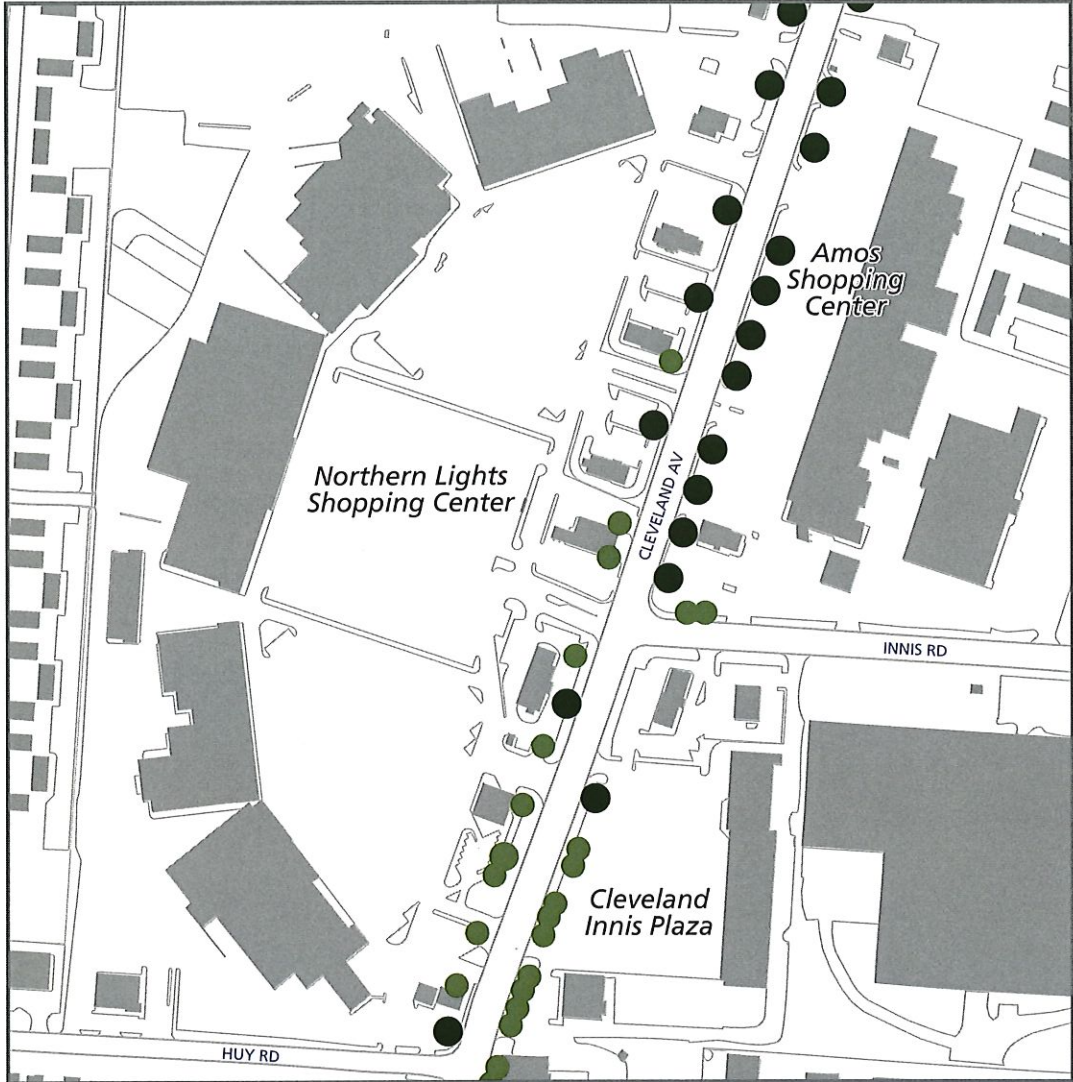 Amos
Shopping
Center
Northern Lights
Shopping Center
CLEVELAND AV
INNIS RD
Cleveland
Innis Plaza
HUY RD